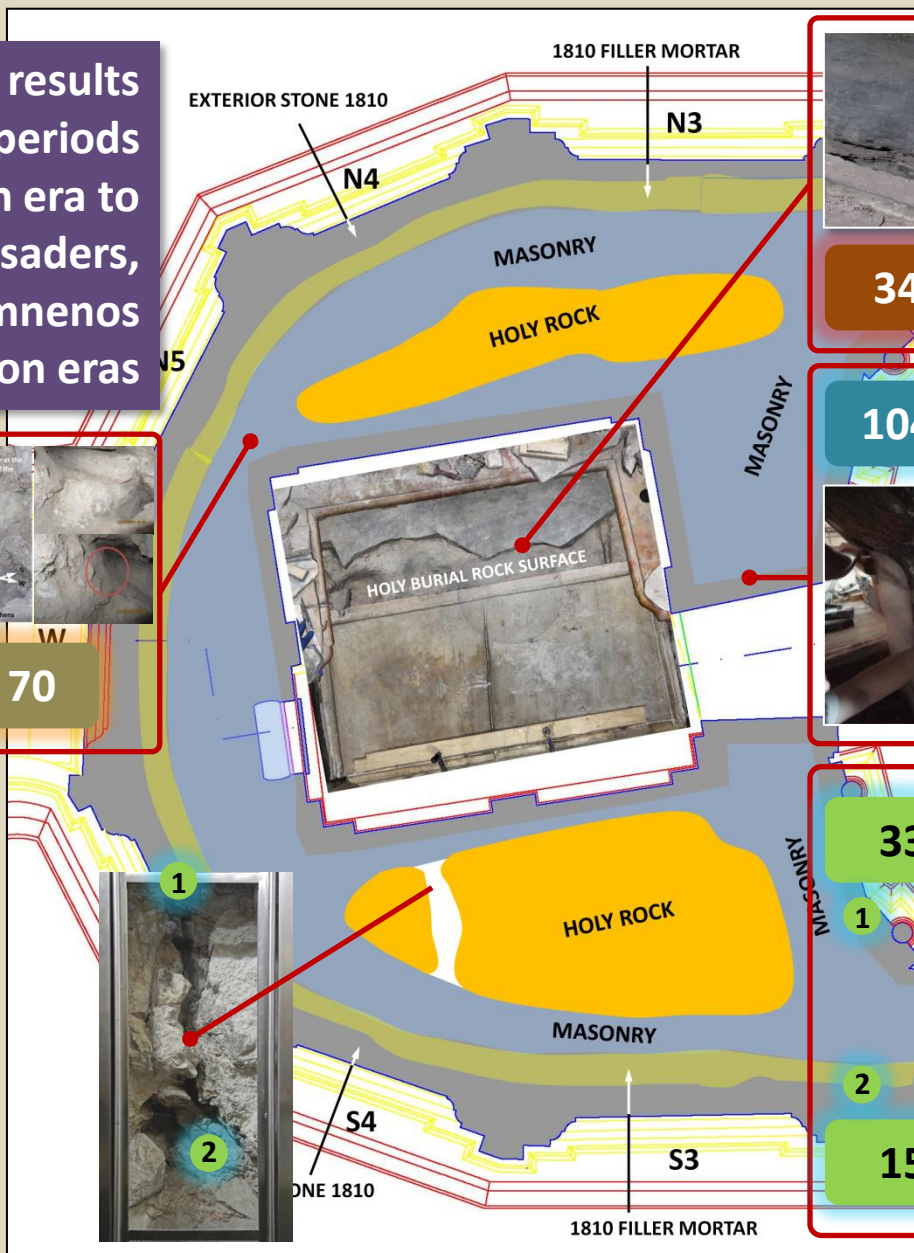 results
periods
era to
saders,
mnenos
on eras
EXTERIOR STONE 1810
1810 FILLER MORTAR
N3
N4
N5
MASONRY
HOLY ROCK
MASONRY
34
104
HOLY BURIAL ROCK SURFACE
W
70
33
1
MASONRY
1
HOLY ROCK
MASONRY
2
2
S4
S3
15
ONE 1810
1810 FILLER MORTAR